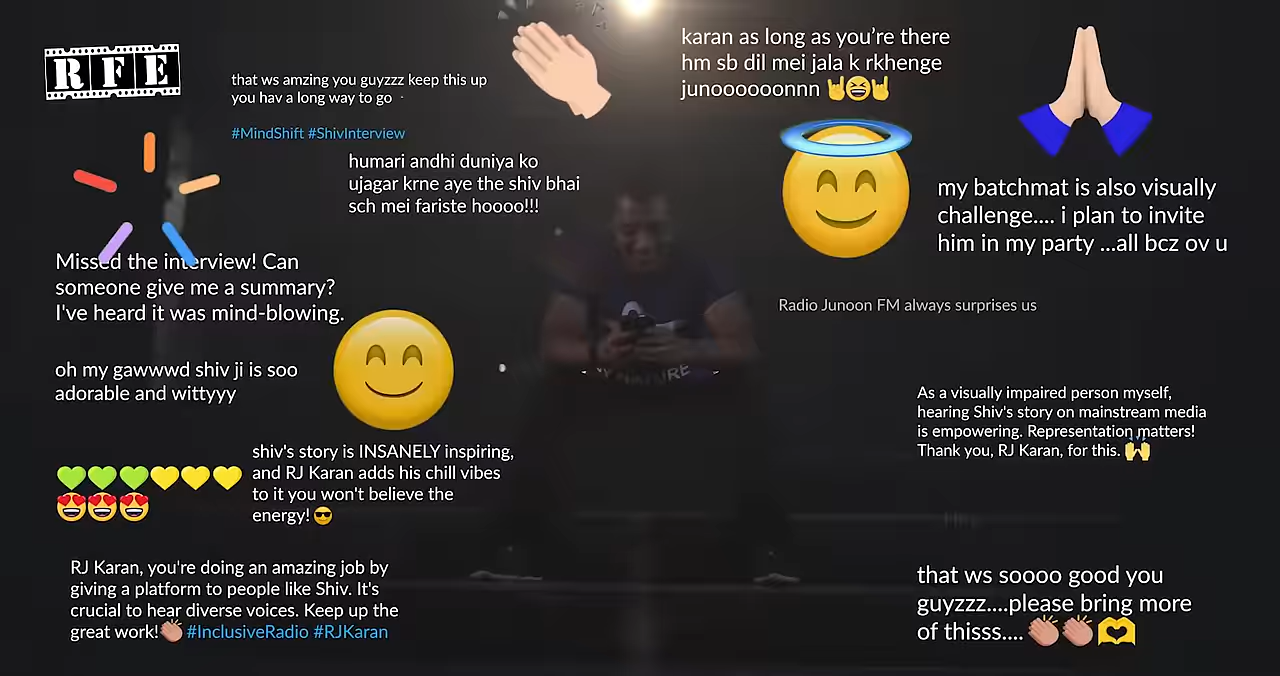 RFE
that ws amzing you guyzzz keep this up
you hav a long way to go
#MindShift #ShivInterview
karan as long as you’re there
hm sb dil mei jala k rkhenge
junoooooonnn 🤘😆🤘
humari andhi duniya ko
ujagar krne aye the shiv bhai
sch mei fariste hoooo!!!
my batchmat is also visually
challenge.... i plan to invite
him in my party ...all bcz ov u
Missed the interview! Can
someone give me a summary?
I've heard it was mind-blowing.
Radio Junoon FM always surprises us
oh my gawwwd shiv ji is soo
adorable and wittyyy
As a visually impaired person myself,
hearing Shiv's story on mainstream media
is empowering. Representation matters!
Thank you, RJ Karan, for this. 🙌
shiv's story is INSANELY inspiring,
and RJ Karan adds his chill vibes
to it you won't believe the
energy! 😎
RJ Karan, you're doing an amazing job by
giving a platform to people like Shiv. It's
crucial to hear diverse voices. Keep up the
great work!👏 #InclusiveRadio #RJKaran
that ws soooo good you
guyzzz....please bring more
of thisss.... 👏👏🫶